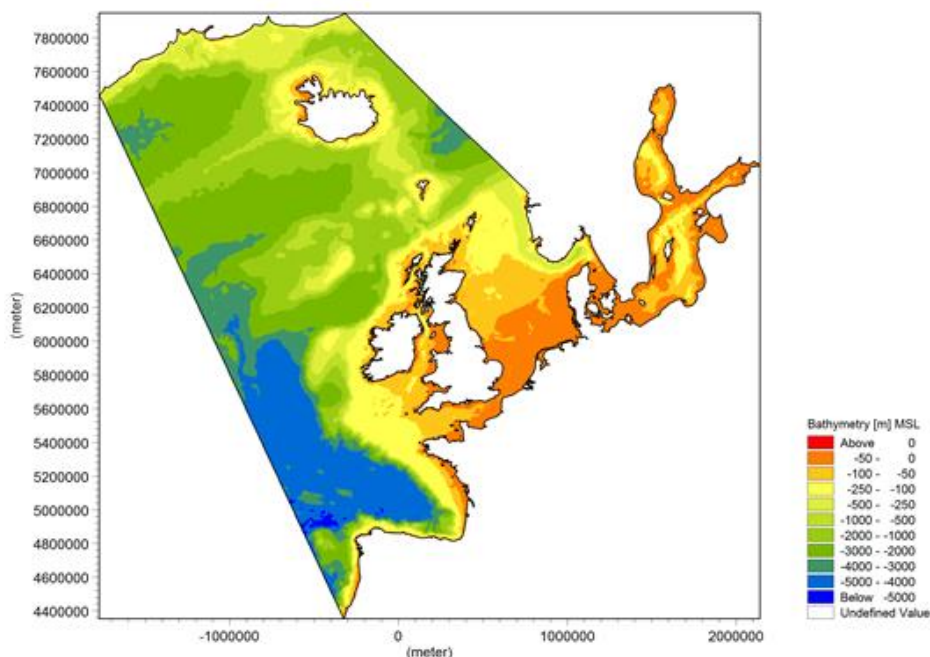 7800000
7600000
7400000
7200000
7000000
6800000
6600000
6400000
6200000
6000000
5800000
5600000
5400000
5200000
5000000
4800000
4600000
4400000
(meter)
-1000000 0 1000000 2000000
(meter)
Bathymetry [m] MSL
Above 0
-50 - 0
-100 - -50
-250 - -100
-500 - -250
-1000 - -500
-2000 - -1000
-3000 - -2000
-4000 - -3000
-5000 - -4000
Below -5000
Undefined Value